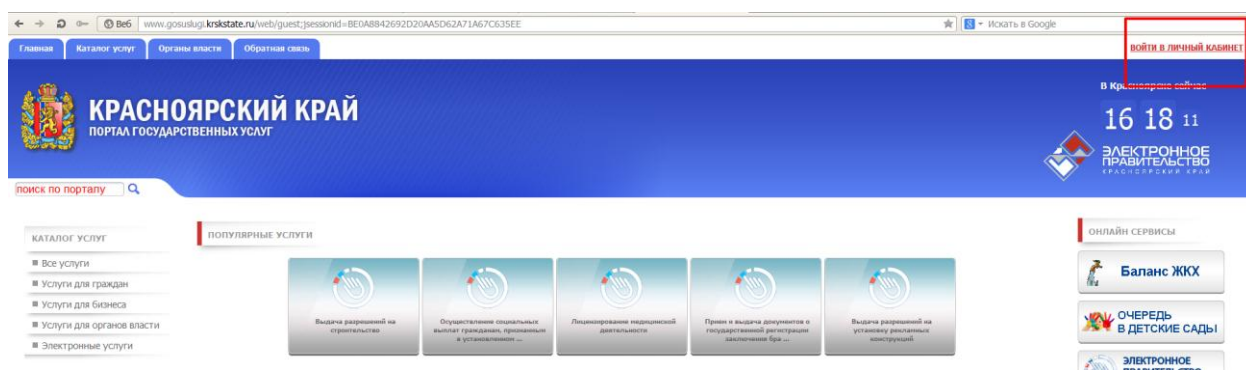 Веб www.gosuslugi.krskstate.ru/web/guest;jsessionid=BE0A8842692D20AA5D62A71A67C635EE
Искать в Google
Главная Каталог услуг Органы власти Обратная связь
ВОЙТИ В ЛИЧНЫЙ КАБИНЕТ
В Красноярске сейчас
КРАСНОЯРСКИЙ КРАЙ
ПОРТАЛ ГОСУДАРСТВЕННЫХ УСЛУГ
16 18 11
ЭЛЕКТРОННОЕ
ПРАВИТЕЛЬСТВО
КРАСНОЯРСКИЙ КРАЙ
поиск по порталу
КАТАЛОГ УСЛУГ
Все услуги
Услуги для граждан
Услуги для бизнеса
Услуги для органов власти
Электронные услуги
ПОПУЛЯРНЫЕ УСЛУГИ
Выдача разрешений на
строительство
Осуществление социальных
выплат гражданам, признанным
в установленном ...
Лицензирование медицинской
деятельности
Прием и выдача документов о
государственной регистрации
заключения бра ...
Выдача разрешений на
установку рекламных
конструкций
ОНЛАЙН СЕРВИСЫ
Баланс ЖКХ
ОЧЕРЕДЬ
В ДЕТСКИЕ САДЫ
ЭЛЕКТРОННОЕ
ПРАВИТЕЛЬСТВО